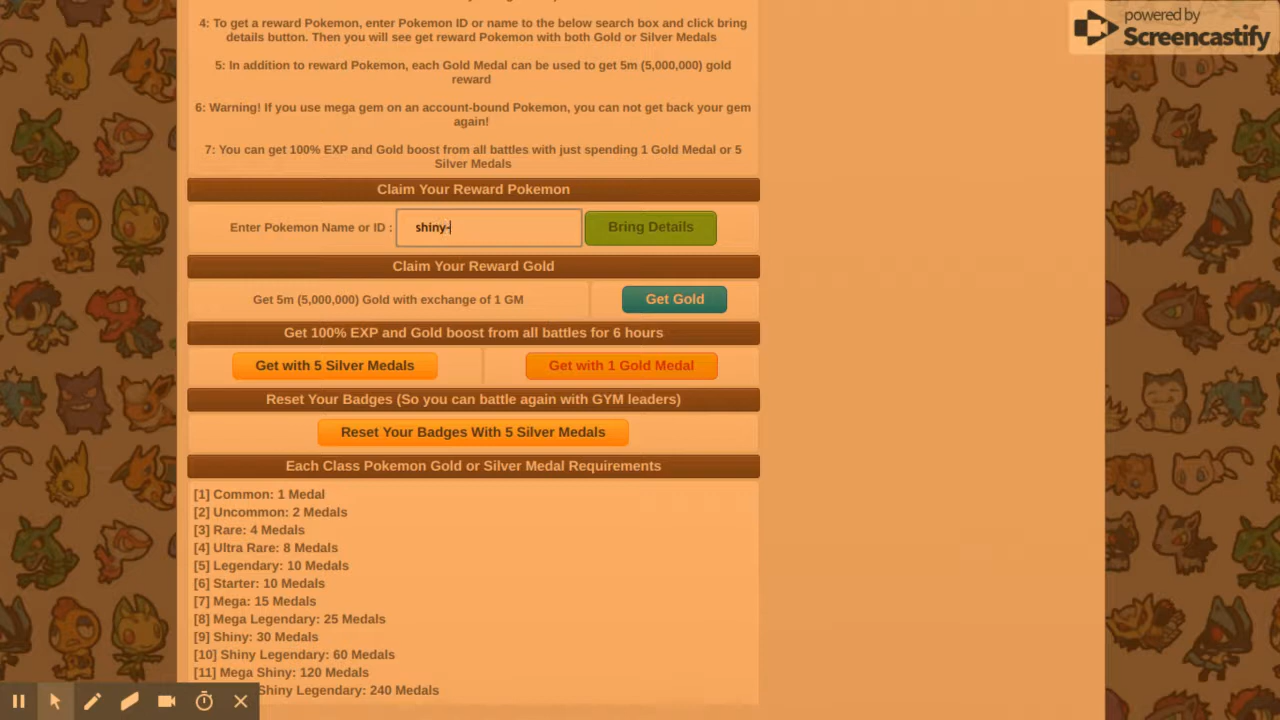 4: To get a reward Pokemon, enter Pokemon ID or name to the below search box and click bring
details button. Then you will see get reward Pokemon with both Gold or Silver Medals
5: In addition to reward Pokemon, each Gold Medal can be used to get 5m (5,000,000) gold
reward
6: Warning! If you use mega gem on an account-bound Pokemon, you can not get back your gem
again!
7: You can get 100% EXP and Gold boost from all battles with just spending 1 Gold Medal or 5
Silver Medals
Claim Your Reward Pokemon
Enter Pokemon Name or ID : shiny- Bring Details
Claim Your Reward Gold
Get 5m (5,000,000) Gold with exchange of 1 GM Get Gold
Get 100% EXP and Gold boost from all battles for 6 hours
Get with 5 Silver Medals Get with 1 Gold Medal
Reset Your Badges (So you can battle again with GYM leaders)
Reset Your Badges With 5 Silver Medals
Each Class Pokemon Gold or Silver Medal Requirements
[1] Common: 1 Medal
[2] Uncommon: 2 Medals
[3] Rare: 4 Medals
[4] Ultra Rare: 8 Medals
[5] Legendary: 10 Medals
[6] Starter: 10 Medals
[7] Mega: 15 Medals
[8] Mega Legendary: 25 Medals
[9] Shiny: 30 Medals
[10] Shiny Legendary: 60 Medals
[11] Mega Shiny: 120 Medals
Shiny Legendary: 240 Medals
powered by
Screencastify